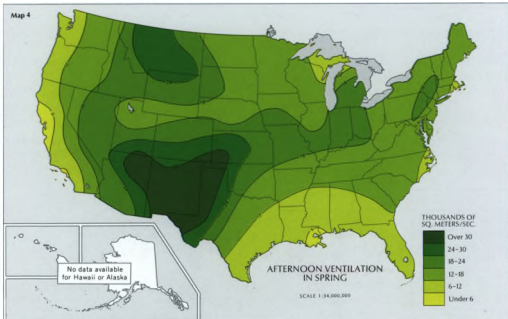 Map 4
THOUSANDS OF
SQ. METERS/SEC.
Over 30
24-30
18-24
12-18
6-12
Under 6
No data available
for Hawaii or Alaska
AFTERNOON VENTILATION
IN SPRING
SCALE 1:34,000,000